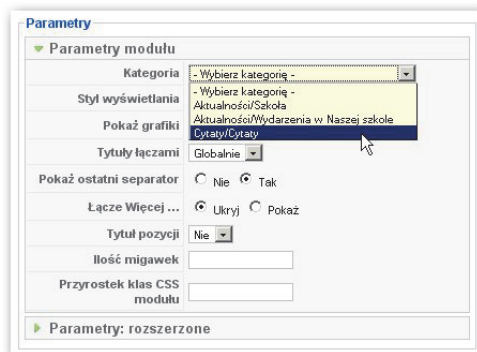 Parametry
Parametry modułu
Kategoria - Wybierz kategorię -
- Wybierz kategorię -
Styl wyświetlania
Aktualności/Szkoła
Aktualności/Wydarzenia w Naszej szkole
Pokaż grafiki
Cytaty/Cytaty
Tytuły łączami Globalnie
Pokaż ostatni separator Nie Tak
Łącze Więcej ... Ukryj Pokaż
Tytuł pozycji Nie
Ilość migawek
Przyrostek klas CSS
modułu
Parametry: rozszerzone